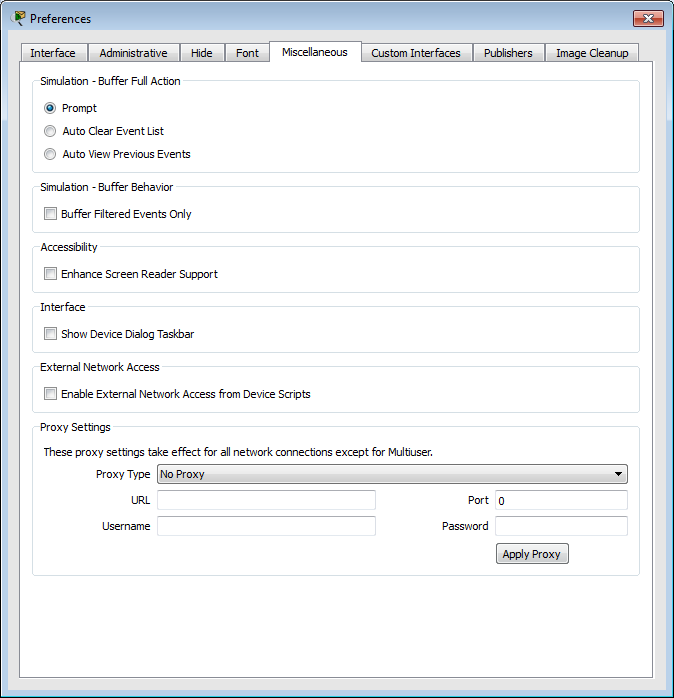 Preferences
Interface Administrative Hide Font Miscellaneous Custom Interfaces Publishers Image Cleanup
Simulation - Buffer Full Action
Prompt
Auto Clear Event List
Auto View Previous Events
Simulation - Buffer Behavior
Buffer Filtered Events Only
Accessibility
Enhance Screen Reader Support
Interface
Show Device Dialog Taskbar
External Network Access
Enable External Network Access from Device Scripts
Proxy Settings
These proxy settings take effect for all network connections except for Multiuser.
Proxy Type No Proxy
URL Port 0
Username Password
Apply Proxy